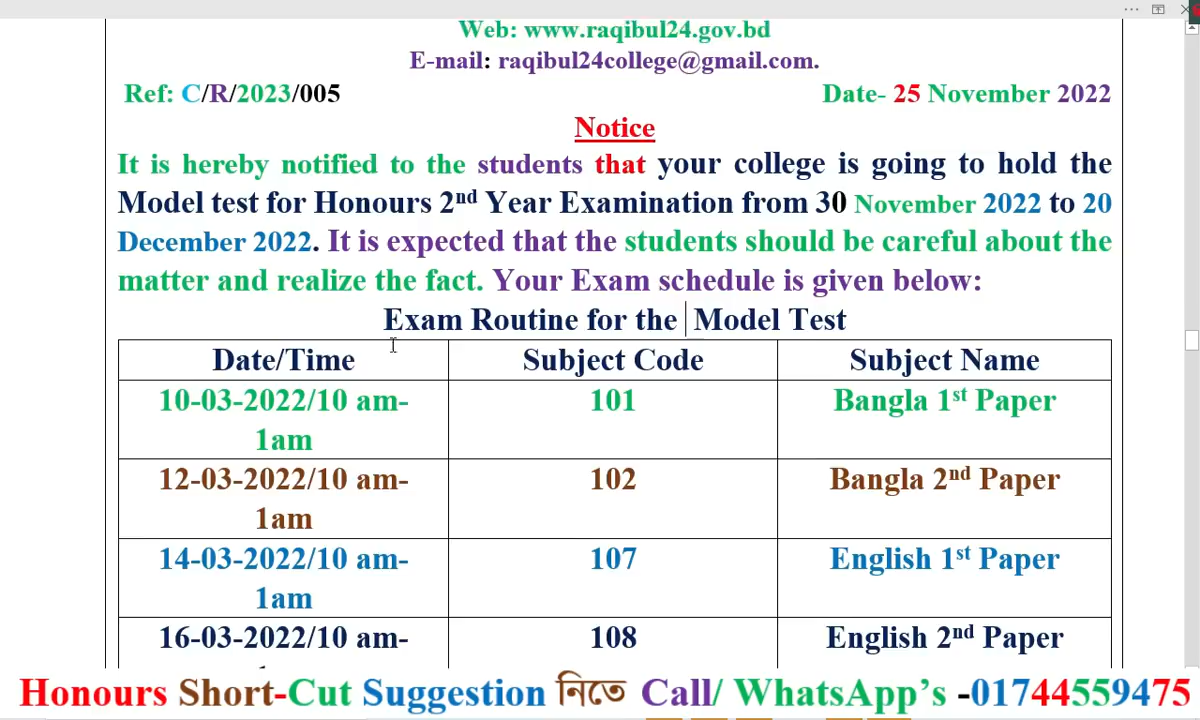 Web: www.raqibul24.gov.bd
E-mail: raqibul24college@gmail.com.
Ref: C/R/2023/005 Date- 25 November 2022
Notice
It is hereby notified to the students that your college is going to hold the
Model test for Honours 2nd Year Examination from 30 November 2022 to 20
December 2022. It is expected that the students should be careful about the
matter and realize the fact. Your Exam schedule is given below:
Exam Routine for the Model Test
Date/Time Subject Code Subject Name
10-03-2022/10 am- 101 Bangla 1st Paper
1am
12-03-2022/10 am- 102 Bangla 2nd Paper
1am
14-03-2022/10 am- 107 English 1st Paper
1am
16-03-2022/10 am- 108 English 2nd Paper
Honours Short-Cut Suggestion নিতে Call/ WhatsApp’s -01744559475